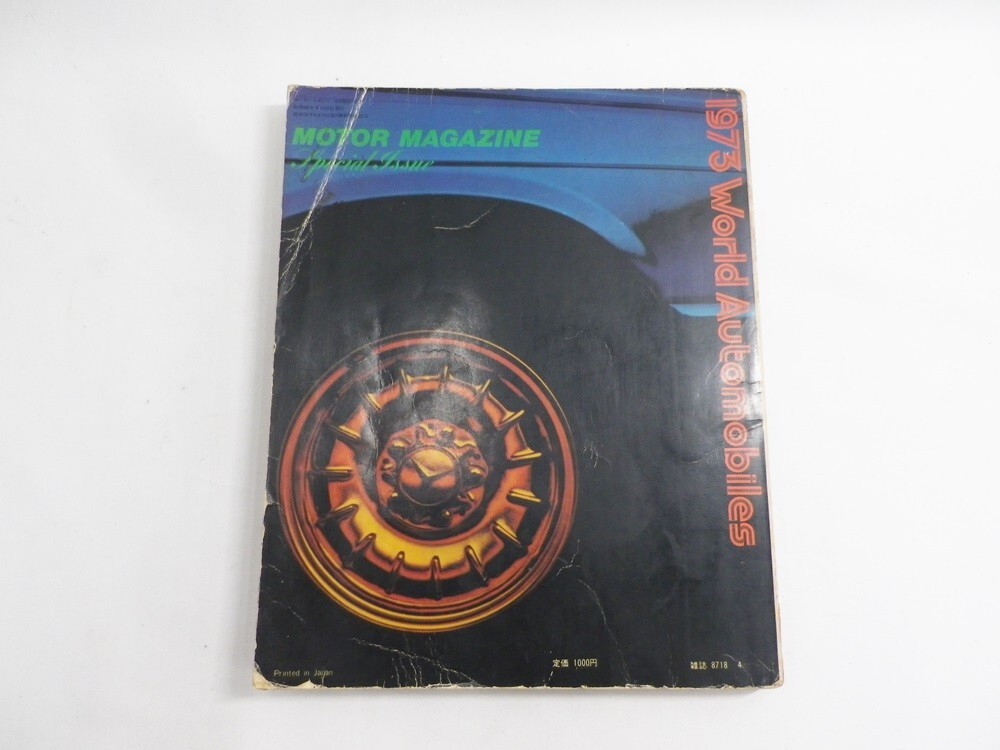 MOTOR MAGAZINE
Special Issue
1973 World Automobiles
Printed in Japan
定価 1000円
雑誌 8718 4